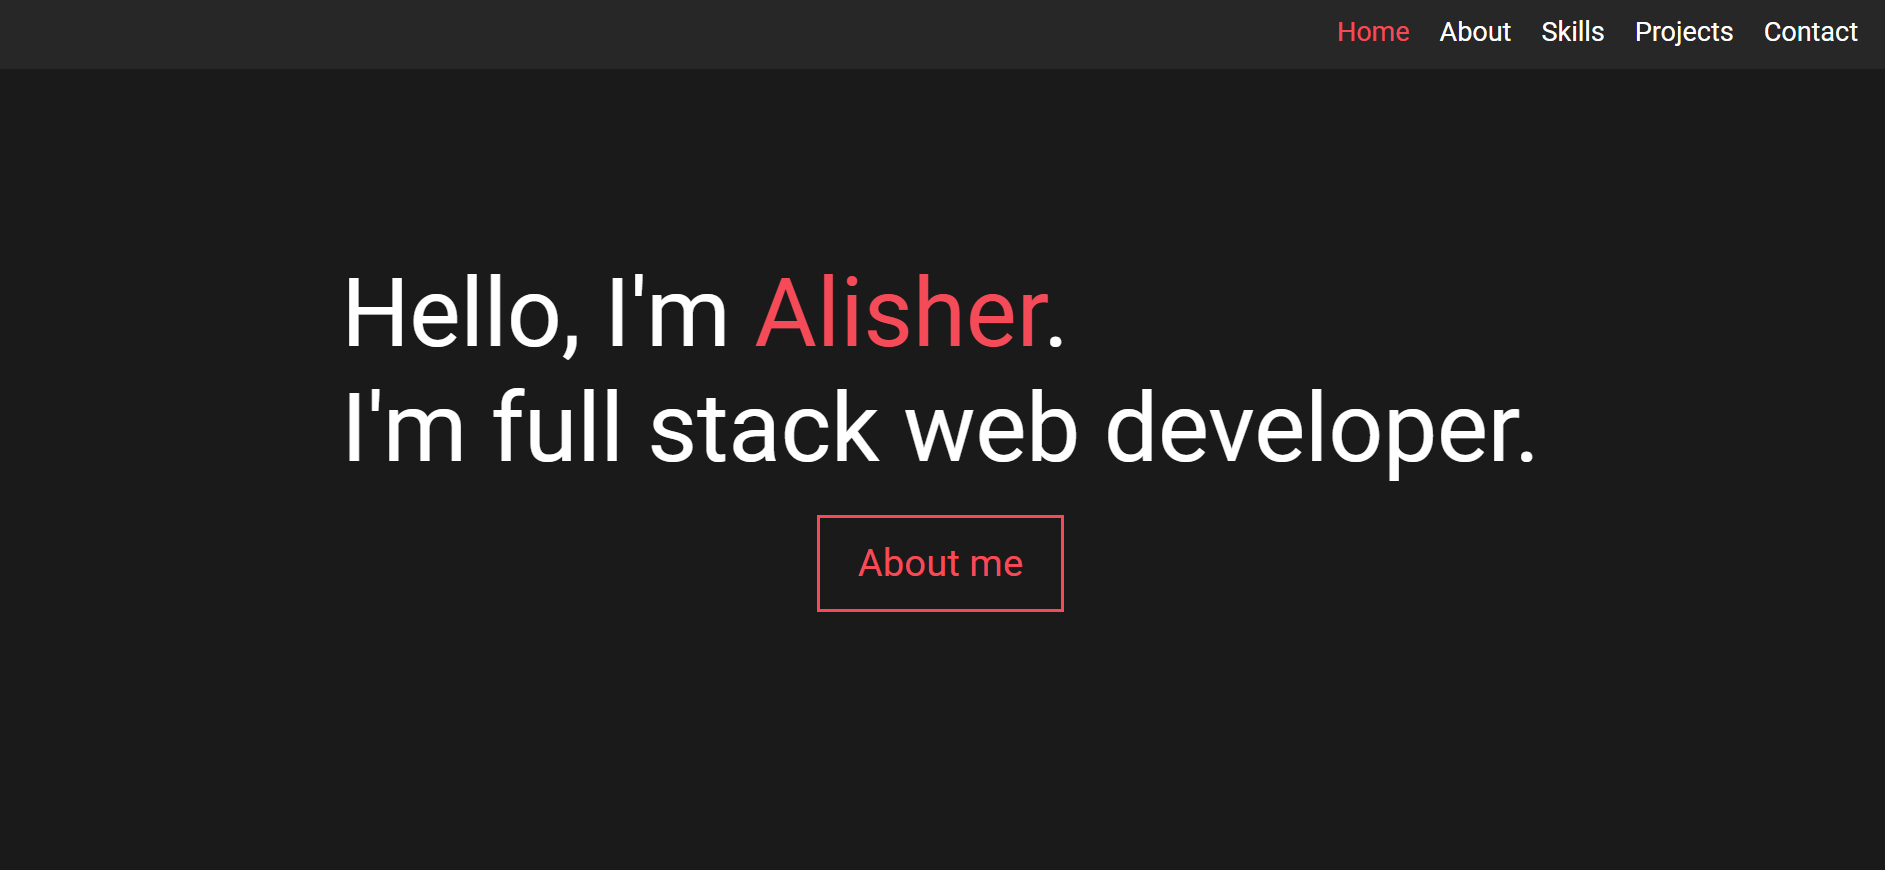 Home About Skills Projects Contact
Hello, I'm Alisher.
I'm full stack web developer.
About me